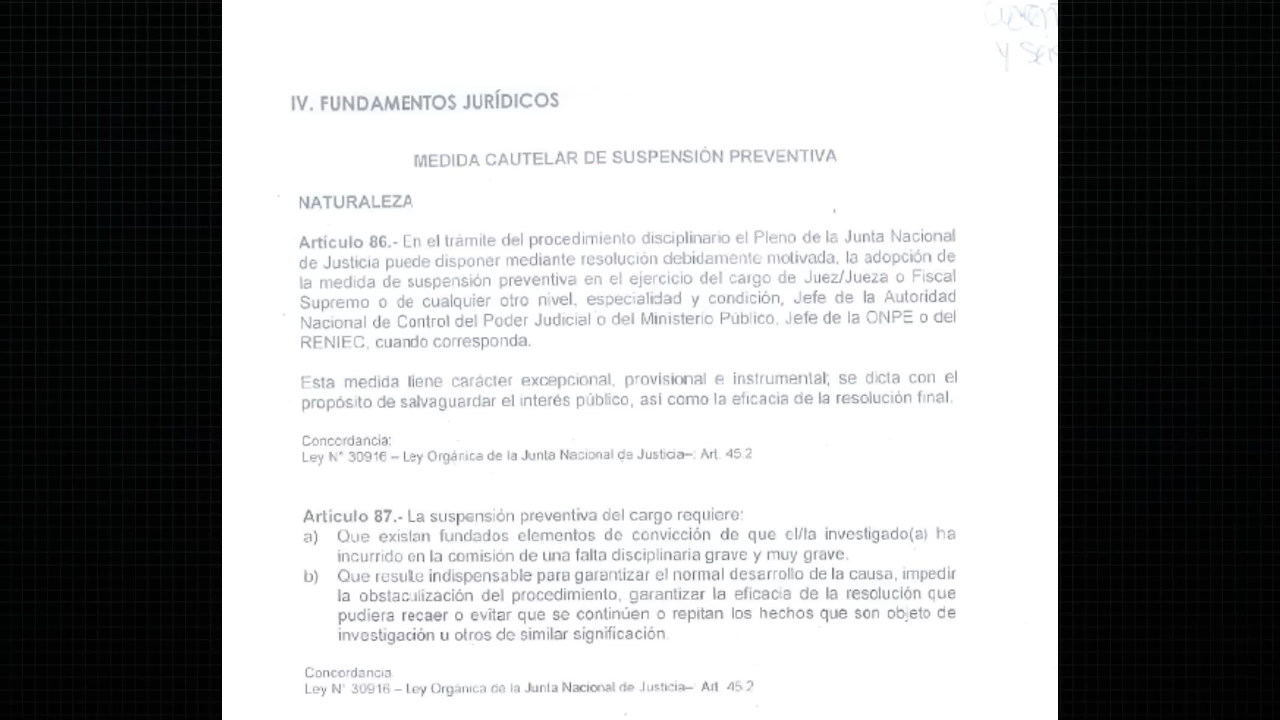 Y
IV. FUNDAMENTOS JURÍDICOS
MEDIDA CAUTELAR DE SUSPENSIÓN PREVENTIVA
NATURALEZA
Artículo 86.- En el trámite del procedimiento disciplinario el Pleno de la Junta Nacional
de Justicia puede disponer mediante resolución debidamente motivada, la adopción de
la medida de suspensión preventiva en el ejercicio del cargo de Juez/Jueza o Fiscal
Supremo o de cualquier otro nivel, especialidad y condición, Jefe de la Autoridad
Nacional de Control del Poder Judicial o del Ministerio Público, Jefe de la ONPE o del
RENIEC, cuando corresponda.
Esta medida tiene carácter excepcional, provisional e instrumental; se dicta con el
propósito de salvaguardar el interés público, así como la eficacia de la resolución final.
Concordancia:
Ley N° 30916 – Ley Orgánica de la Junta Nacional de Justicia–: Art. 45.2
Artículo 87.- La suspensión preventiva del cargo requiere:
a) Que existan fundados elementos de convicción de que el/la investigado(a) ha
incurrido en la comisión de una falta disciplinaria grave y muy grave.
b) Que resulte indispensable para garantizar el normal desarrollo de la causa, impedir
la obstaculización del procedimiento, garantizar la eficacia de la resolución que
pudiera recaer o evitar que se continúen o repitan los hechos que son objeto de
investigación u otros de similar significación.
Concordancia
Ley N° 30916 – Ley Orgánica de la Junta Nacional de Justicia– Art. 45.2